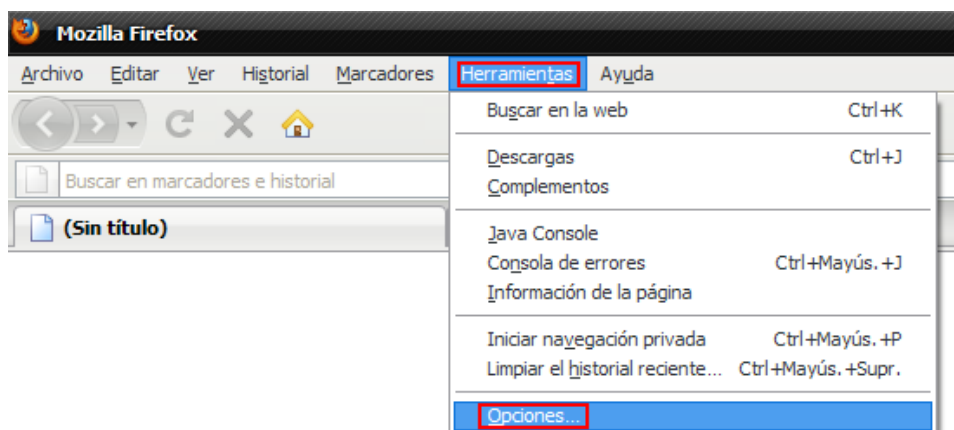 Mozilla Firefox
Archivo Editar Ver Historial Marcadores Herramientas Ayuda
Buscar en la web Ctrl+K
Descargas Ctrl+J
Buscar en marcadores e historial
Complementos
(Sin título)
Java Console
Consola de errores Ctrl+Mayús.+J
Información de la página
Iniciar navegación privada Ctrl+Mayús.+P
Limpiar el historial reciente... Ctrl+Mayús.+Supr.
Opciones...